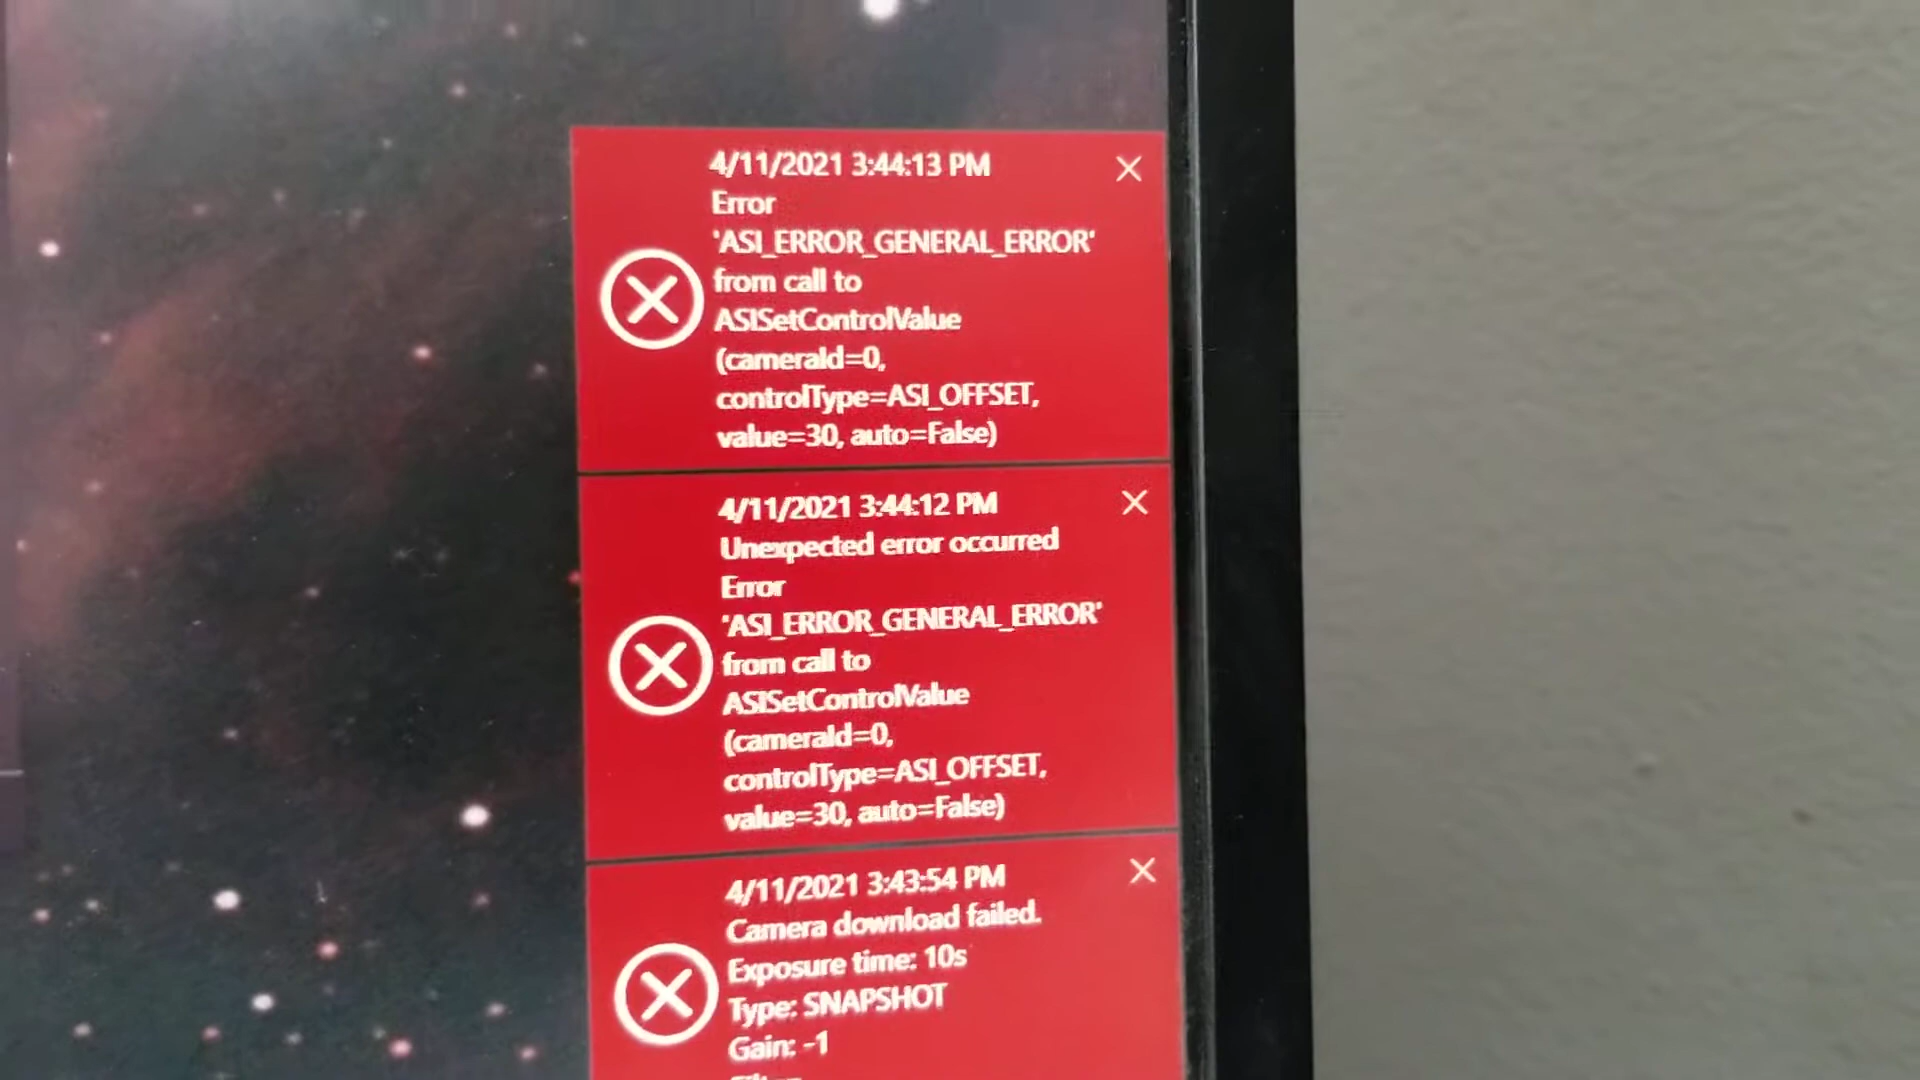 4/11/2021 3:44:13 PM
Error
'ASI_ERROR_GENERAL_ERROR'
from call to
ASISetControlValue
(cameraId=0,
controlType=ASI_OFFSET,
value=30, auto=False)
4/11/2021 3:44:12 PM
Unexpected error occurred
Error
'ASI_ERROR_GENERAL_ERROR'
from call to
ASISetControlValue
(cameraId=0,
controlType=ASI_OFFSET,
value=30, auto=False)
4/11/2021 3:43:54 PM
Camera download failed.
Exposure time: 10s
Type: SNAPSHOT
Gain: -1